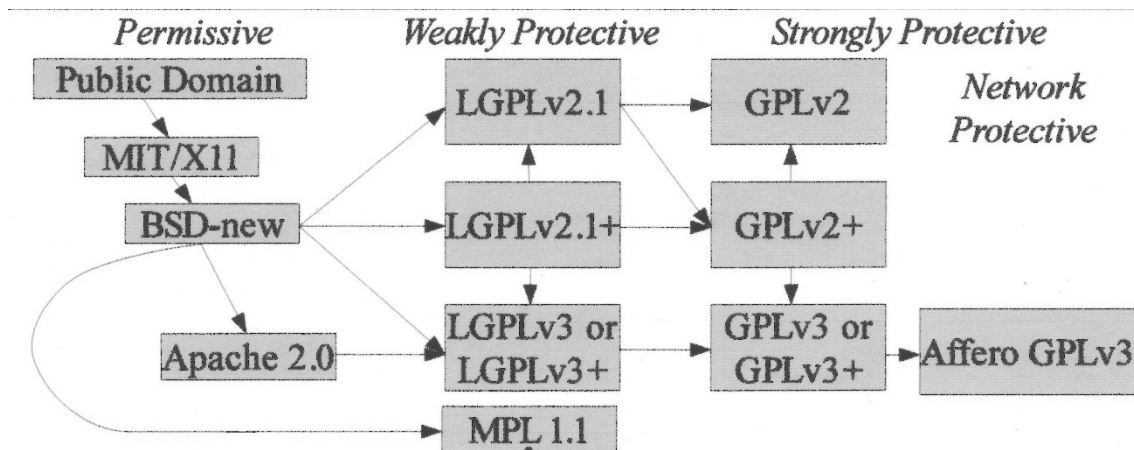 Permissive
Weakly Protective
Strongly Protective
Network
Protective
Public Domain
MIT/X11
BSD-new
Apache 2.0
LGPLv2.1
LGPLv2.1+
LGPLv3 or
LGPLv3+
MPL 1.1
GPLv2
GPLv2+
GPLv3 or
GPLv3+
Affero GPLv3